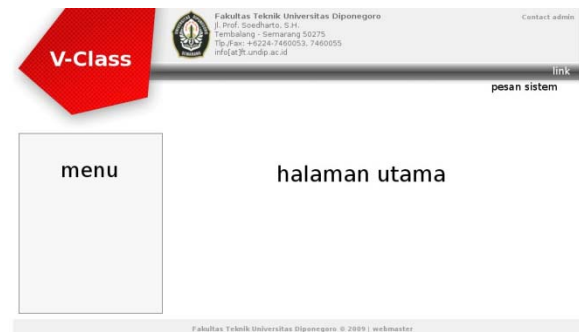 Fakultas Teknik Universitas Diponegoro
Contact admin
Jl. Prof. Soedharto, S.H.
Tembalang - Semarang 50275
Tlp./Fax: +6224-7460053, 7460055
info[at]ft.undip.ac.id
V-Class
link
pesan sistem
menu
halaman utama
Fakultas Teknik Universitas Diponegoro © 2009 | webmaster